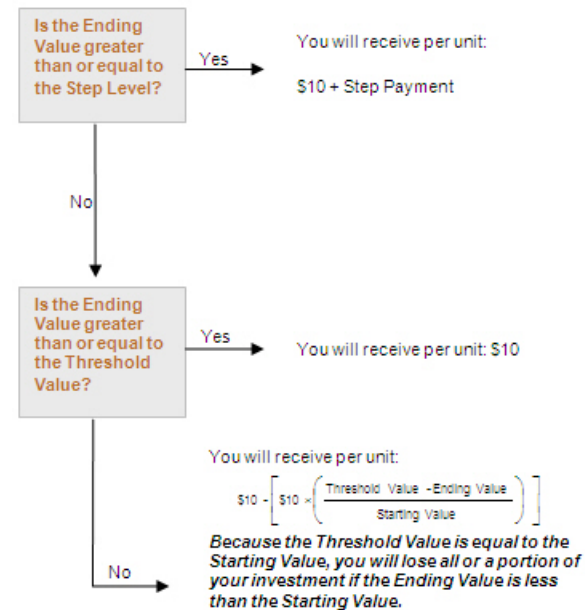 Is the Ending
Value greater
than or equal to
the Step Level?
Yes
You will receive per unit:
$10 + Step Payment
No
Is the Ending
Value greater
than or equal to
the Threshold
Value?
Yes
You will receive per unit: $10
You will receive per unit:
$10 - [ $10 × ( Threshold Value - Ending Value
Starting Value ) ]
Because the Threshold Value is equal to the
Starting Value, you will lose all or a portion of
your investment if the Ending Value is less
than the Starting Value.
No